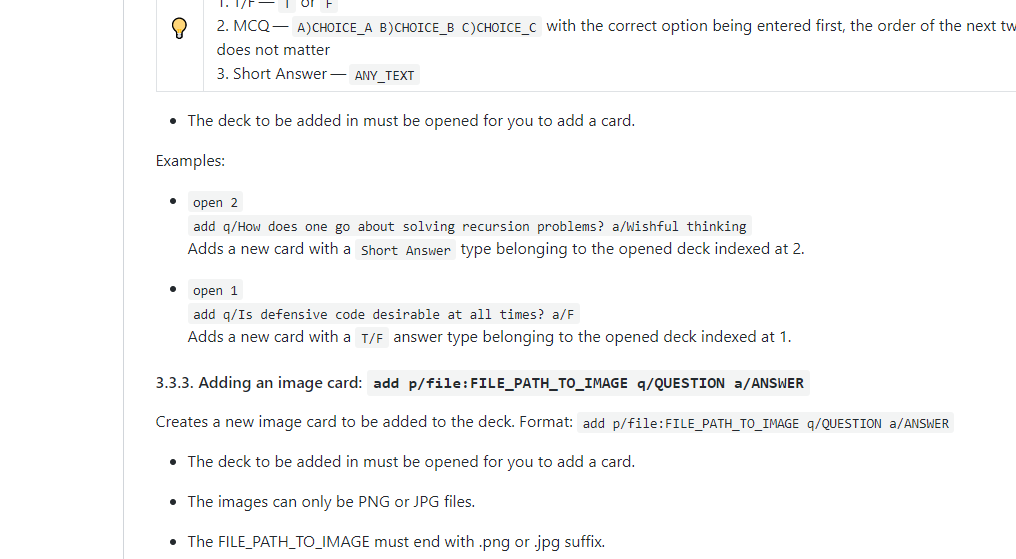 1. T/F — T or F
2. MCQ — A)CHOICE_A B)CHOICE_B C)CHOICE_C with the correct option being entered first, the order of the next
does not matter
3. Short Answer — ANY_TEXT
• The deck to be added in must be opened for you to add a card.
Examples:
• open 2
add q/How does one go about solving recursion problems? a/Wishful thinking
Adds a new card with a Short Answer type belonging to the opened deck indexed at 2.
• open 1
add q/Is defensive code desirable at all times? a/F
Adds a new card with a T/F answer type belonging to the opened deck indexed at 1.
3.3.3. Adding an image card: add p/file:FILE_PATH_TO_IMAGE q/QUESTION a/ANSWER
Creates a new image card to be added to the deck. Format: add p/file:FILE_PATH_TO_IMAGE q/QUESTION a/ANSWER
• The deck to be added in must be opened for you to add a card.
• The images can only be PNG or JPG files.
• The FILE_PATH_TO_IMAGE must end with .png or .jpg suffix.